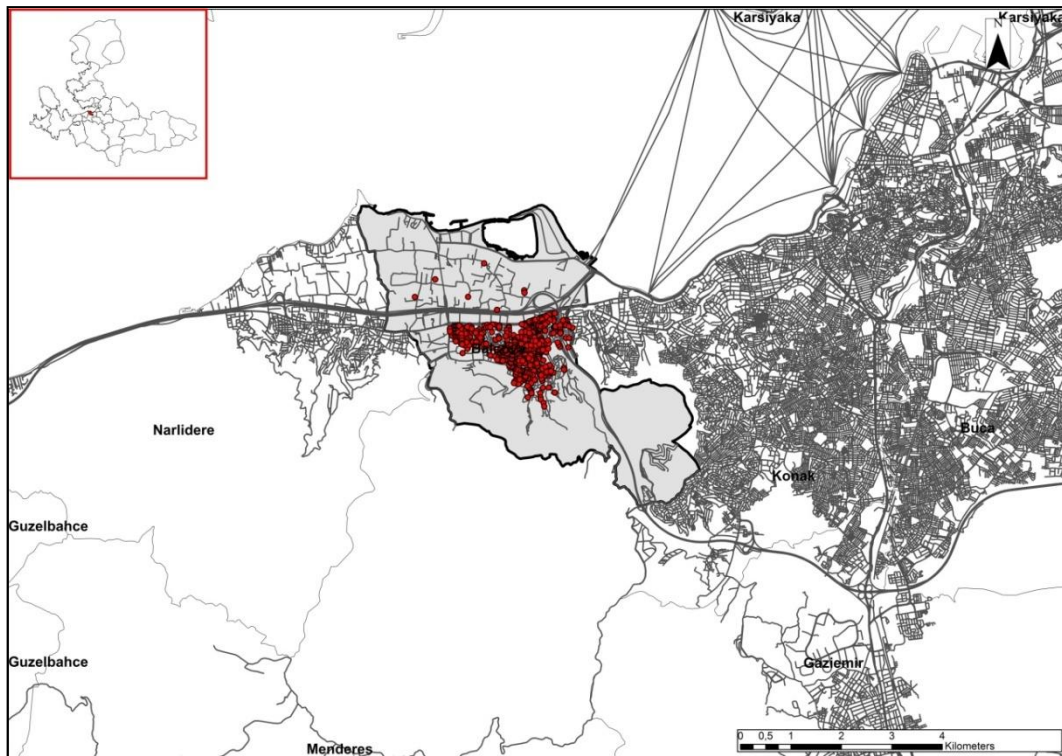 Karsiyaka
Karsiyaka
N
Narlidere
Buca
Konak
Guzelbahce
Guzelbahce
Gaziemir
Menderes
0 0,5 1 2 3 4
Kilometers